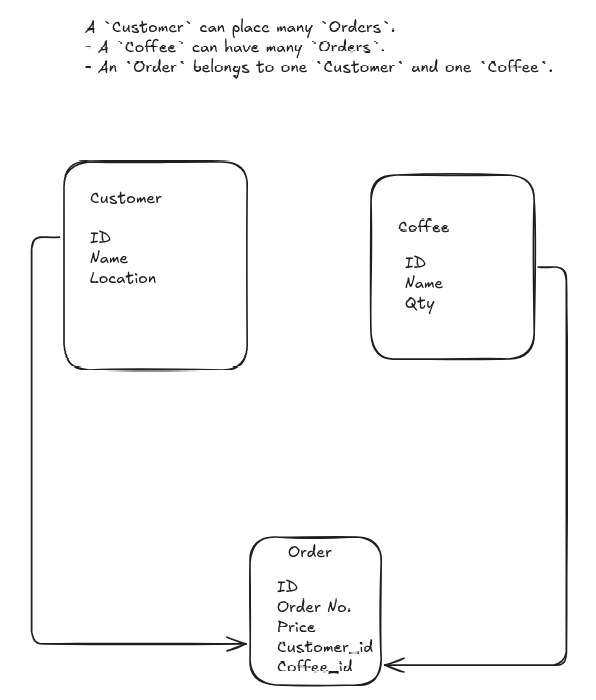 A `Customer` can place many `Orders`.
- A `Coffee` can have many `Orders`.
- An `Order` belongs to one `Customer` and one `Coffee`.
Customer
ID
Name
Location
Coffee
ID
Name
Qty
Order
ID
Order No.
Price
Customer_id
Coffee_id